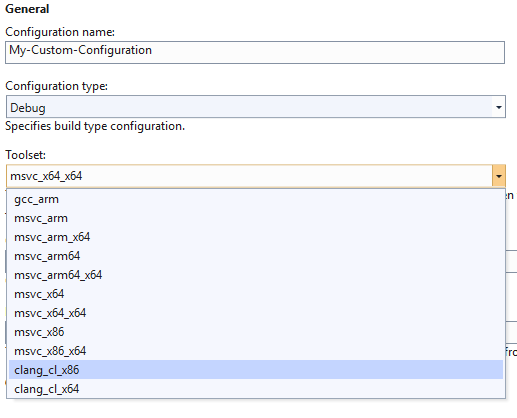 General
Configuration name:
My-Custom-Configuration
Configuration type:
Debug
Specifies build type configuration.
Toolset:
msvc_x64_x64
gcc_arm
msvc_arm
msvc_arm_x64
msvc_arm64
msvc_arm64_x64
msvc_x64
msvc_x64_x64
msvc_x86
msvc_x86_x64
clang_cl_x86
clang_cl_x64